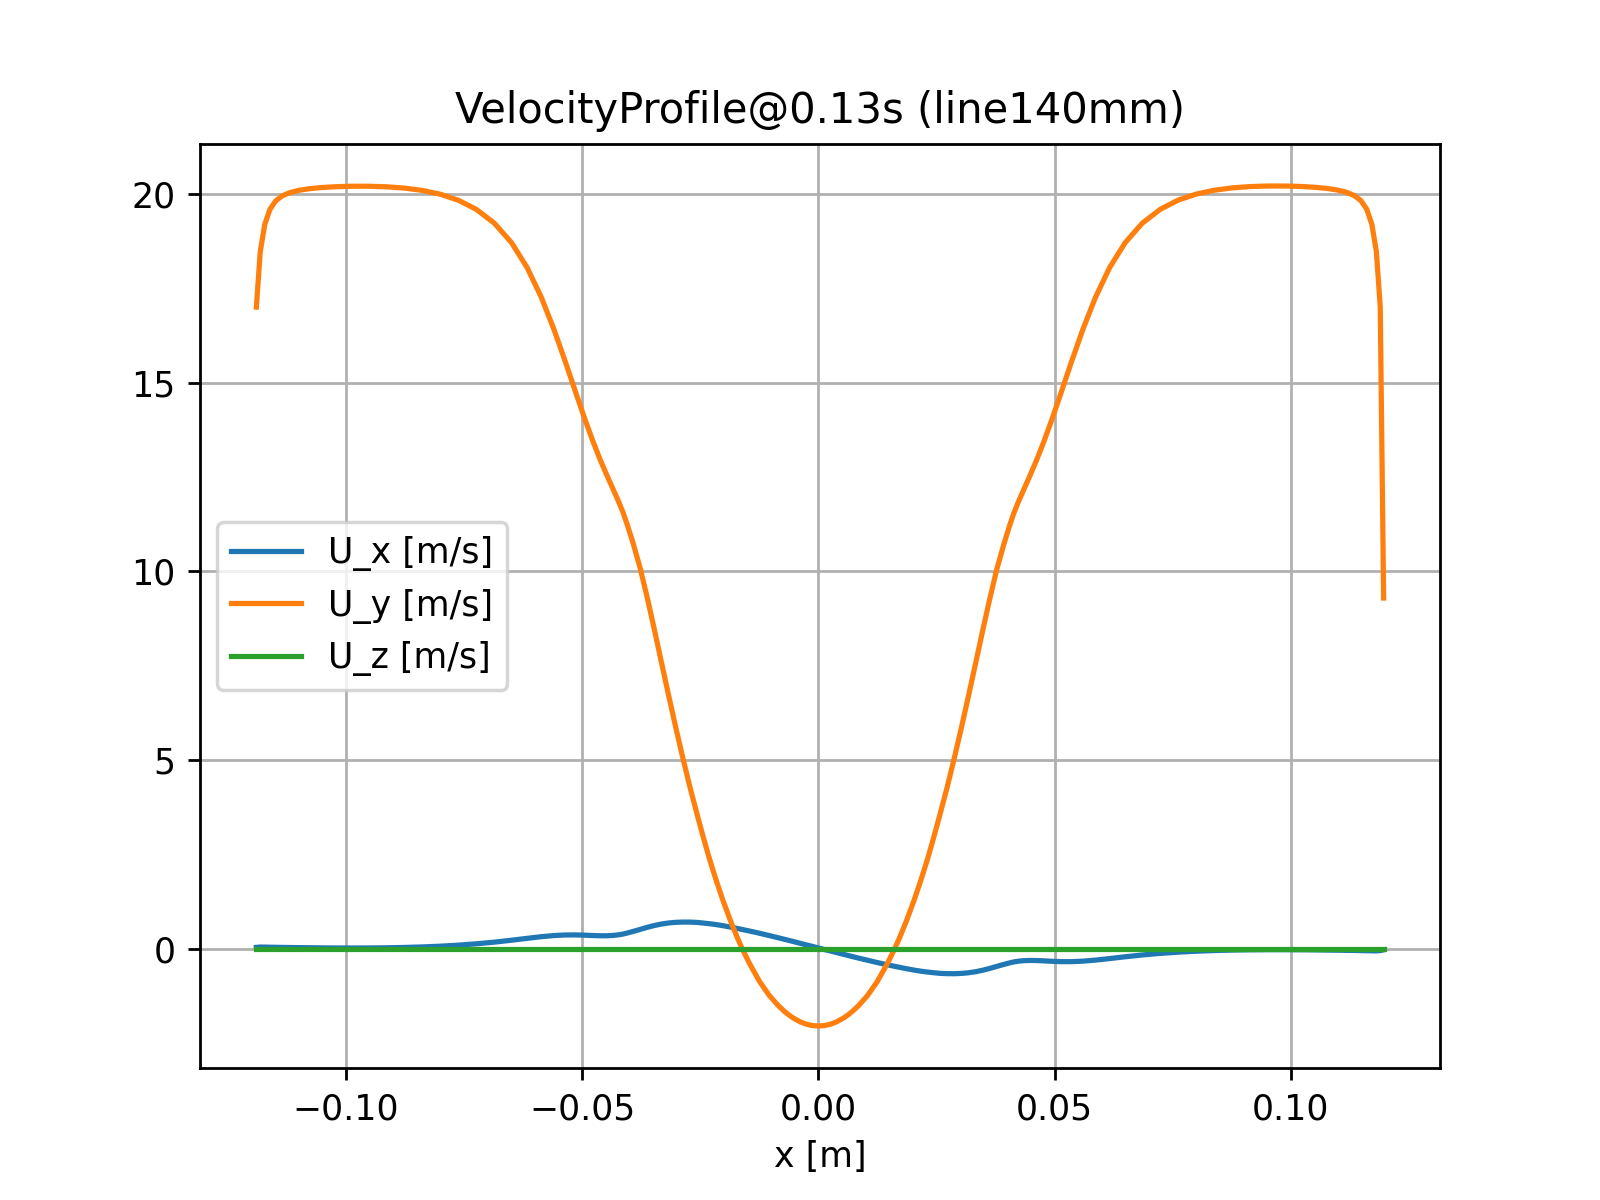 VelocityProfile@0.13s (line140mm)
20
15
10
5
0
U_x [m/s]
U_y [m/s]
U_z [m/s]
−0.10
−0.05
0.00
0.05
0.10
x [m]